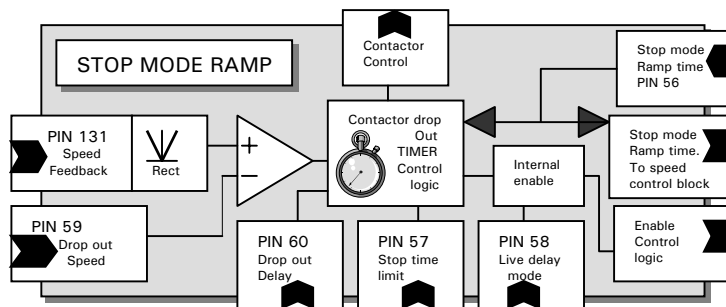 Contactor
Control
STOP MODE RAMP
Stop mode
Ramp time
PIN 56
PIN 131
Speed
Feedback
Rect
+
−
Contactor drop
Out
TIMER
Control
logic
Internal
enable
Stop mode
Ramp time.
To speed
control block
PIN 59
Drop out
Speed
PIN 60
Drop out
Delay
PIN 57
Stop time
limit
PIN 58
Live delay
mode
Enable
Control
logic